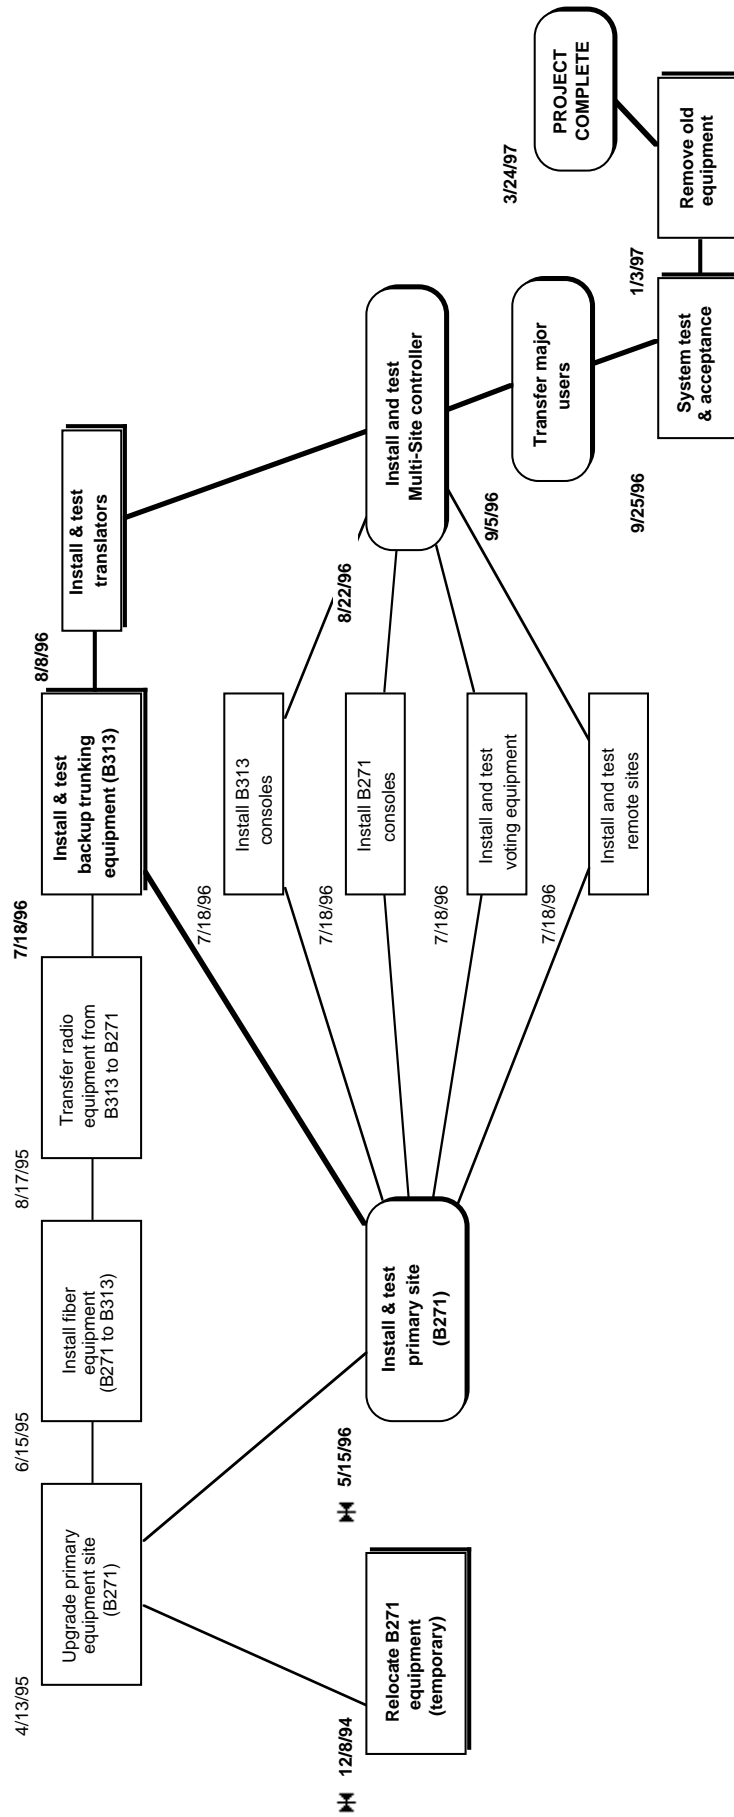 4/13/95
Upgrade primary
equipment site
(B271)
6/15/95
Install fiber
equipment
(B271 to B313)
8/17/95
Transfer radio
equipment from
B313 to B271
7/18/96
Install & test
backup trunking
equipment (B313)
8/8/96
Install & test
translators
7/18/96
Install B313
consoles
12/8/94
Relocate B271
equipment
(temporary)
5/15/96
Install & test
primary site
(B271)
7/18/96
Install B271
consoles
8/22/96
Install and test
Multi-Site controller
7/18/96
Install and test
voting equipment
9/5/96
Transfer major
users
3/24/97
PROJECT
COMPLETE
7/18/96
Install and test
remote sites
9/25/96
System test
& acceptance
1/3/97
Remove old
equipment